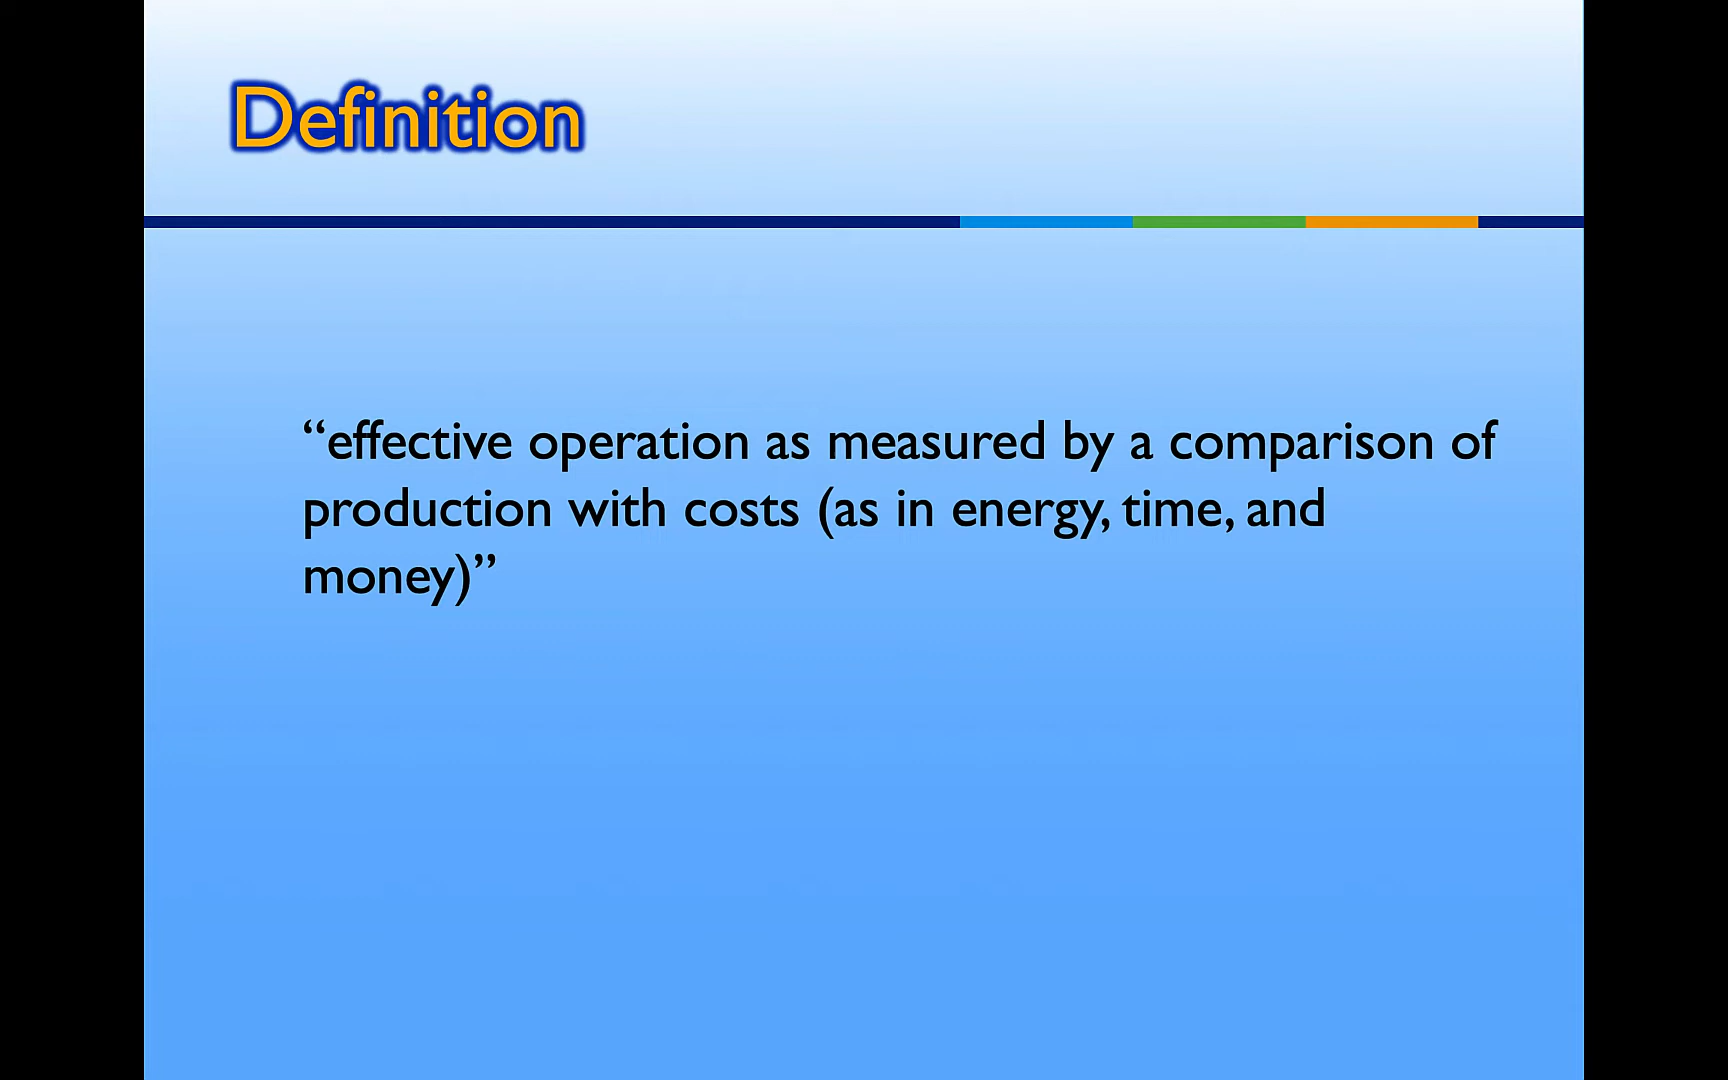 Definition
“effective operation as measured by a comparison of
production with costs (as in energy, time, and
money)”